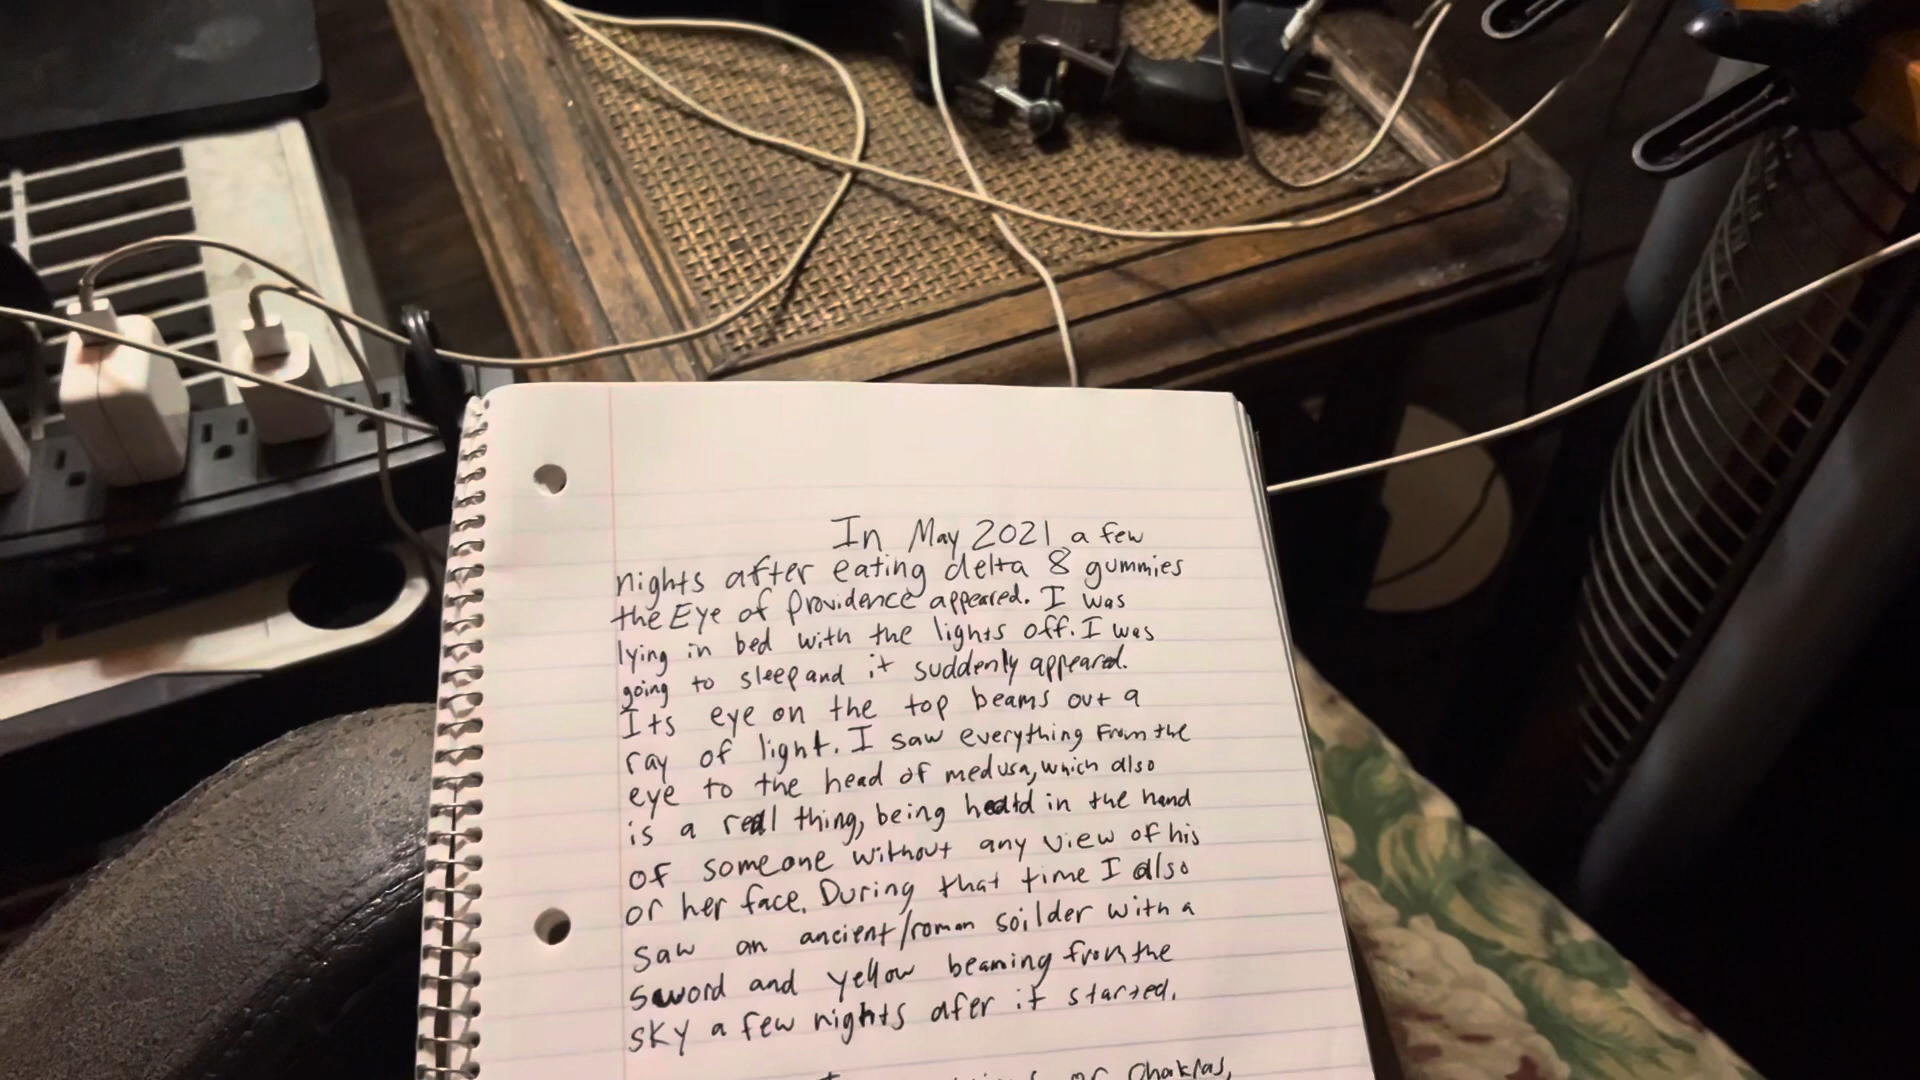 In May 2021 a few
nights after eating delta 8 gummies
the Eye of Providence appeared. I was
lying in bed with the lights off. I was
going to sleep and it suddenly appeared.
Its eye on the top beams out a
ray of light. I saw everything from the
eye to the head of medusa, which also
is a real thing, being heald in the hand
of someone without any view of his
or her face. During that time I also
saw an ancient/roman soilder with a
sword and yellow beaming from the
sky a few nights afer it started.
or Chakras,